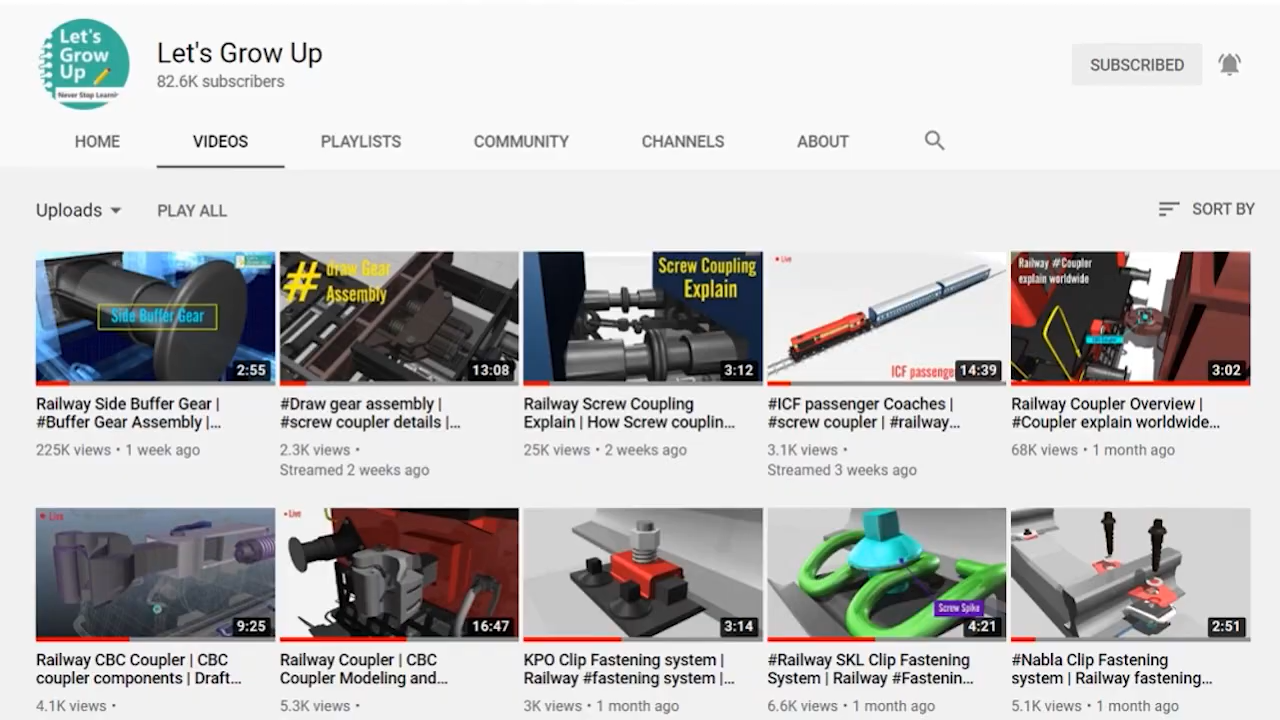 Let's
Grow
Up
Never Stop Learni
Let's Grow Up
82.6K subscribers
SUBSCRIBED
HOME
VIDEOS
PLAYLISTS
COMMUNITY
CHANNELS
ABOUT
Uploads
PLAY ALL
SORT BY
Side Buffer Gear
2:55
# draw Gear
Assembly
13:08
Screw Coupling
Explain
3:12
Live
ICF passenge
14:39
Railway #Coupler
explain worldwide
3:02
Railway Side Buffer Gear |
#Buffer Gear Assembly |...
225K views • 1 week ago
#Draw gear assembly |
#screw coupler details |...
2.3K views •
Streamed 2 weeks ago
Railway Screw Coupling
Explain | How Screw couplin...
25K views • 2 weeks ago
#ICF passenger Coaches |
#screw coupler | #railway...
3.1K views •
Streamed 3 weeks ago
Railway Coupler Overview |
#Coupler explain worldwide...
68K views • 1 month ago
Live
9:25
Live
16:47
3:14
Screw Spike
4:21
2:51
Railway CBC Coupler | CBC
coupler components | Draft...
4.1K views •
Railway Coupler | CBC
Coupler Modeling and...
5.3K views •
KPO Clip Fastening system |
Railway #fastening system |...
3K views • 1 month ago
#Railway SKL Clip Fastening
System | Railway #Fastenin...
6.6K views • 1 month ago
#Nabla Clip Fastening
system | Railway fastening...
5.1K views • 1 month ago